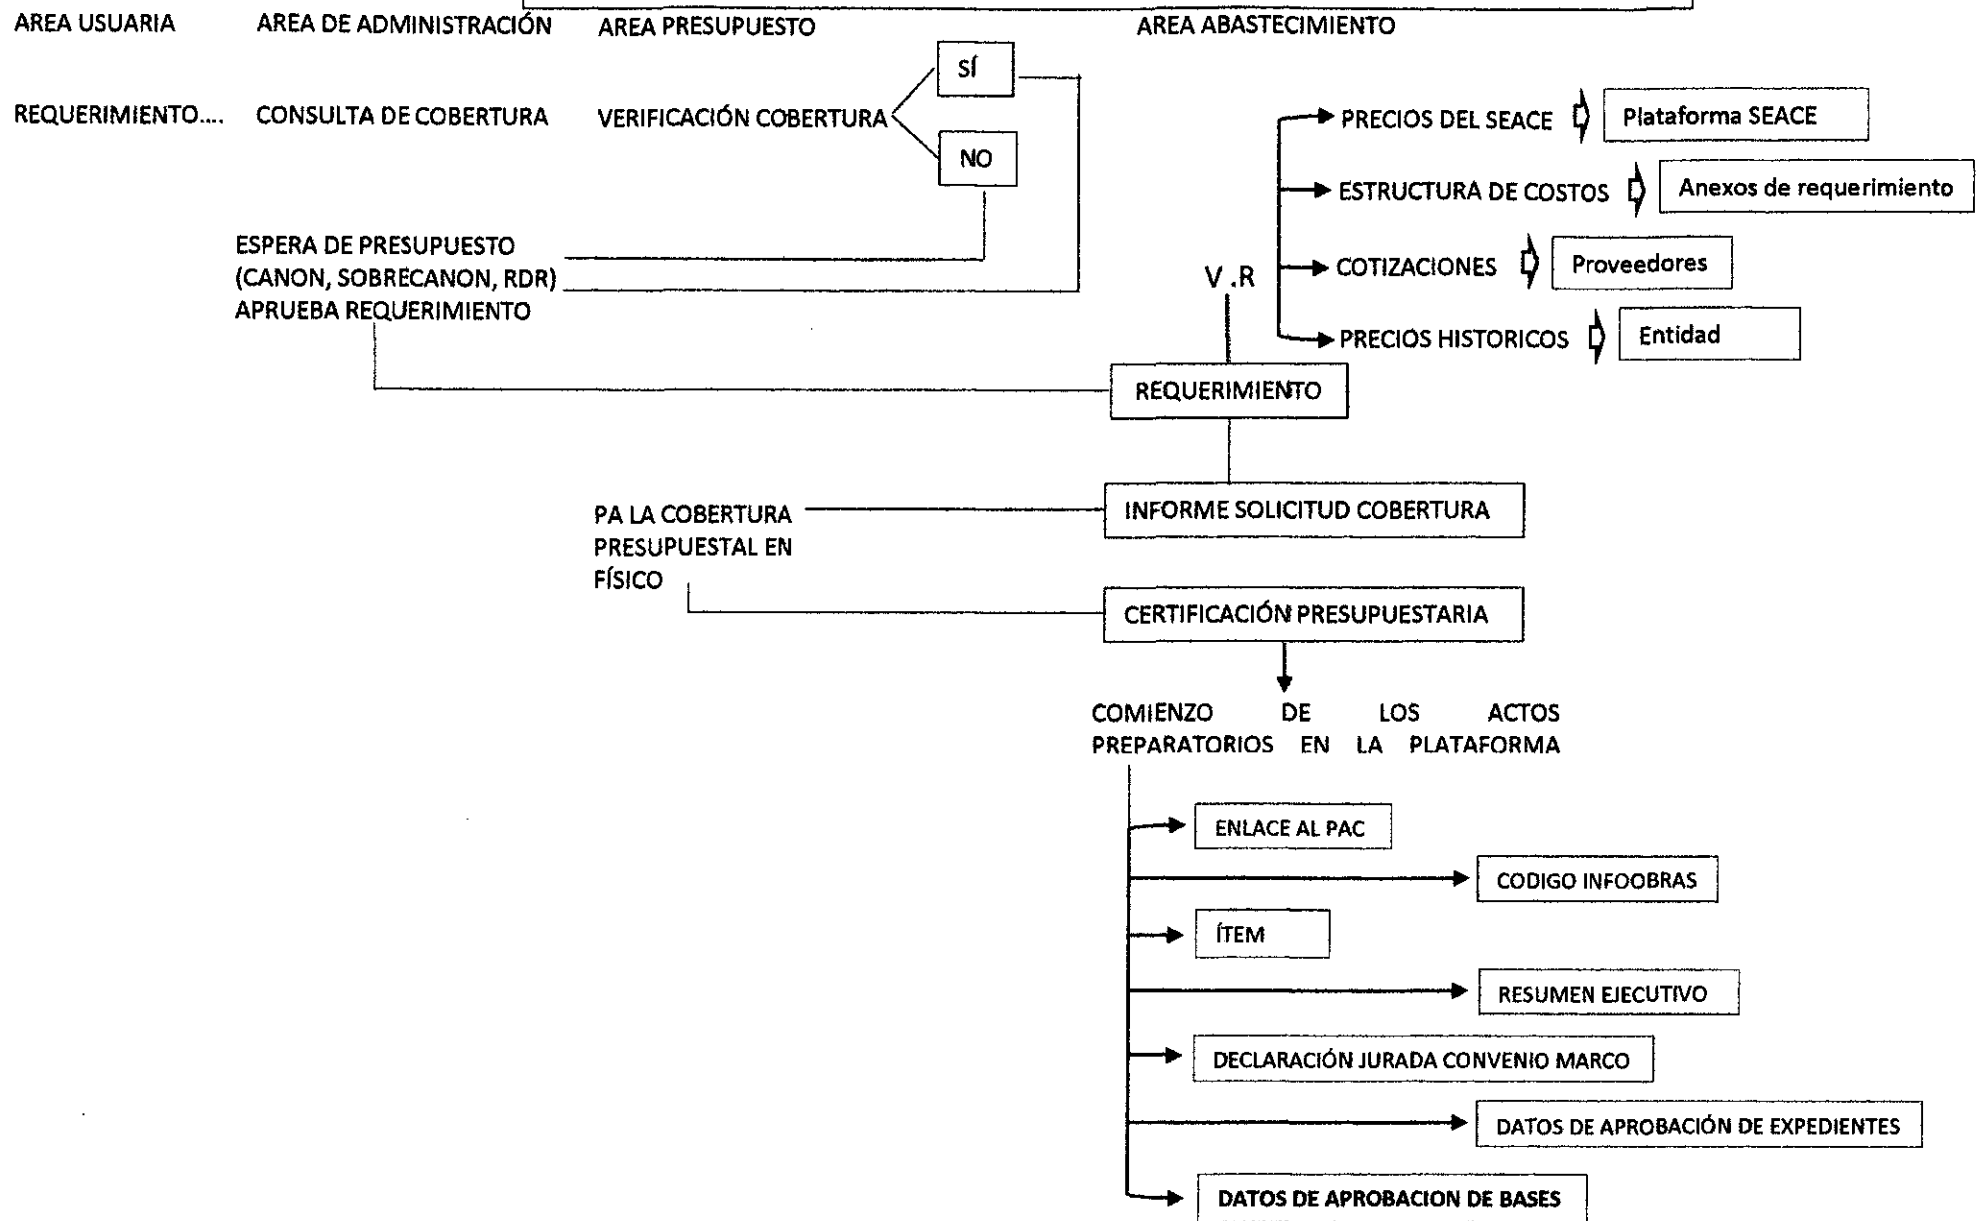 AREA USUARIA
AREA DE ADMINISTRACIÓN
AREA PRESUPUESTO
AREA ABASTECIMIENTO
REQUERIMIENTO....
CONSULTA DE COBERTURA
VERIFICACIÓN COBERTURA
SÍ
NO
ESPERA DE PRESUPUESTO
(CANON, SOBRECANON, RDR)
APRUEBA REQUERIMIENTO
V .R
PRECIOS DEL SEACE
Plataforma SEACE
ESTRUCTURA DE COSTOS
Anexos de requerimiento
COTIZACIONES
Proveedores
PRECIOS HISTORICOS
Entidad
REQUERIMIENTO
INFORME SOLICITUD COBERTURA
PA LA COBERTURA
PRESUPUESTAL EN
FÍSICO
CERTIFICACIÓN PRESUPUESTARIA
COMIENZO DE LOS ACTOS
PREPARATORIOS EN LA PLATAFORMA
ENLACE AL PAC
CODIGO INFOOBRAS
ÍTEM
RESUMEN EJECUTIVO
DECLARACIÓN JURADA CONVENIO MARCO
DATOS DE APROBACIÓN DE EXPEDIENTES
DATOS DE APROBACION DE BASES